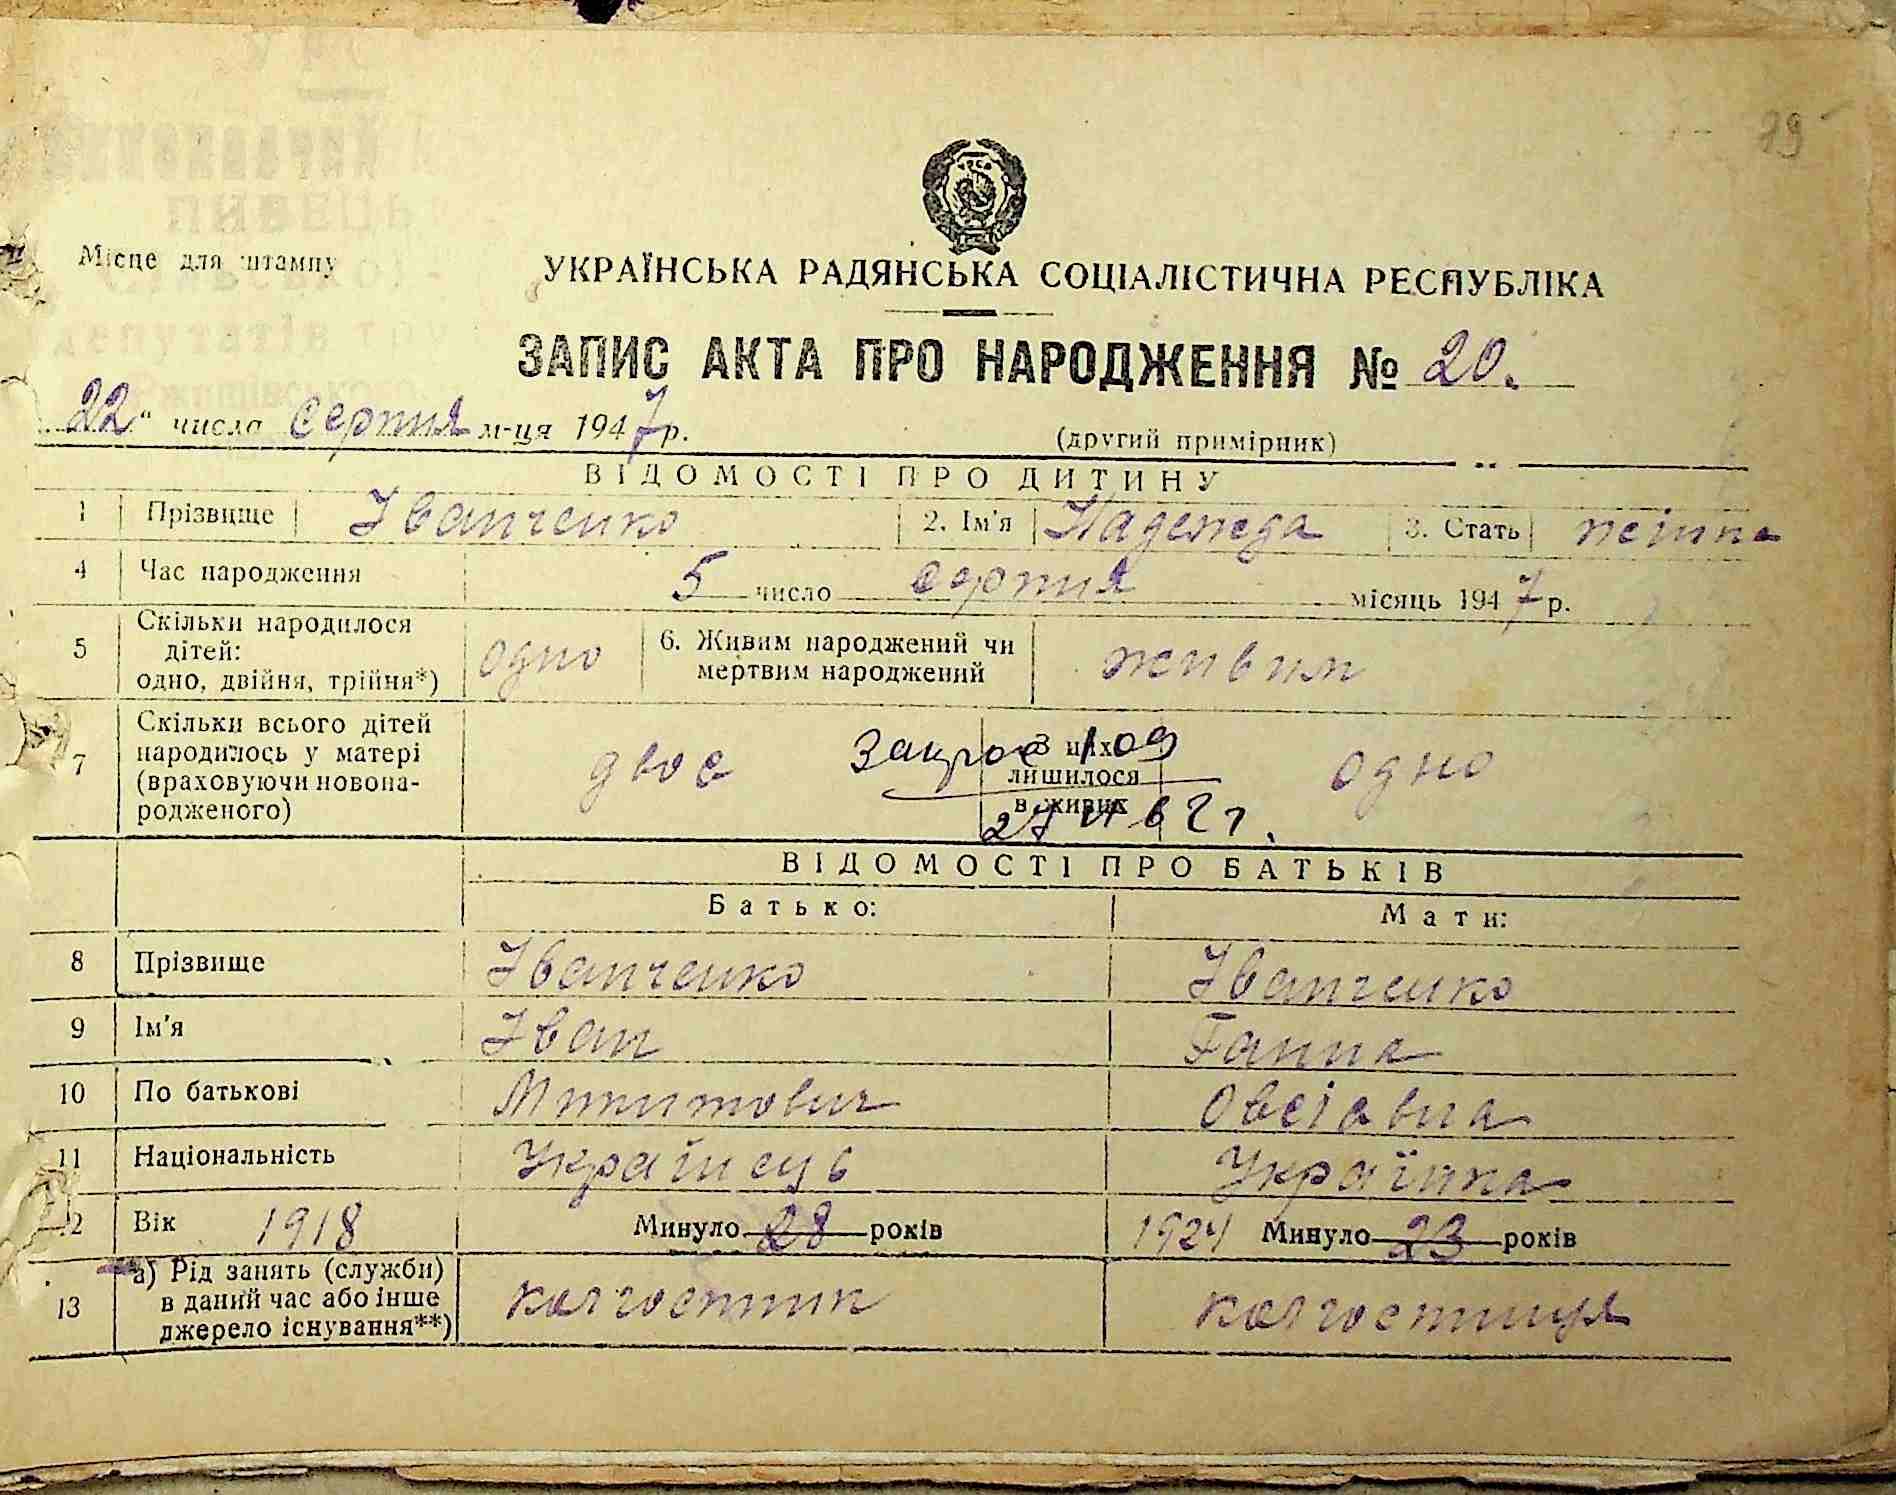 79
УРСР
Місце для штампу
УКРАЇНСЬКА РАДЯНСЬКА СОЦІАЛІСТИЧНА РЕСПУБЛІКА
ЗАПИС АКТА ПРО НАРОДЖЕННЯ № 20.
„22“ числа серпня м-ця 1947 р.
(другий примірник)
ВІДОМОСТІ ПРО ДИТИНУ
1 Прізвище Іванченко 2. Ім'я Надежда 3. Стать жіноча
4 Час народження 5 число серпня місяць 1947 р.
5 Скільки народилося дітей: одно, двійня, трійня*) одно 6. Живим народжений чи мертвим народжений живим
7 Скільки всього дітей народилось у матері (враховуючи новонародженого) двоє З них лишилося в живих одно
ВІДОМОСТІ ПРО БАТЬКІВ
Батько: Мати:
8 Прізвище Іванченко Іванченко
9 Ім'я Іван Ганна
10 По батькові Микитович Овсіявна
11 Національність Українець Українка
12 Вік 1918 Минуло 28 років 1924 Минуло 23 років
13 а) Рід занять (служби) в даний час або інше джерело існування**) колгоспник колгоспниця